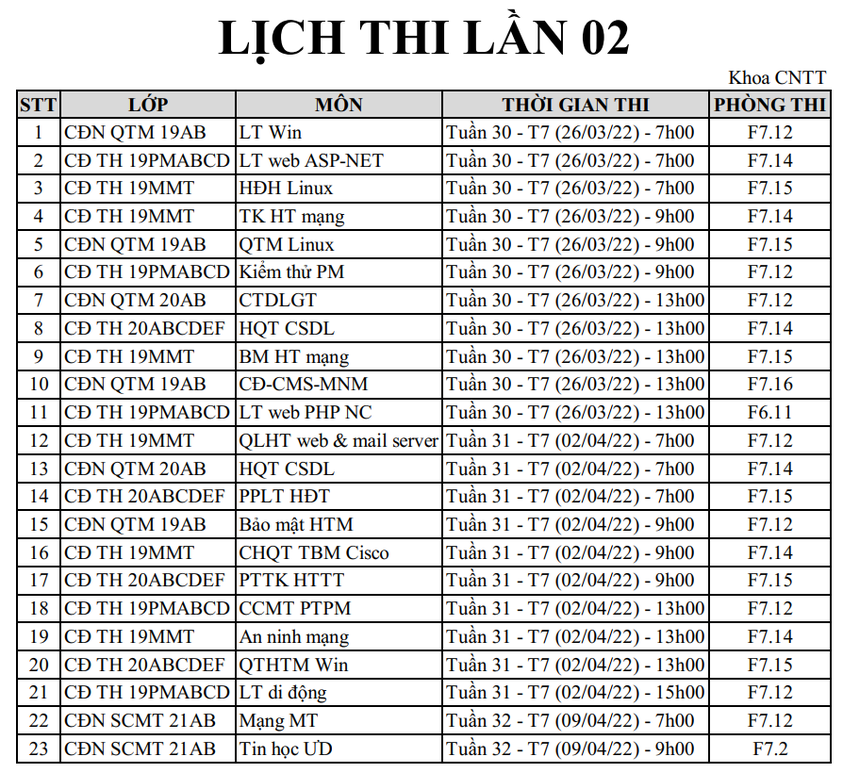 LỊCH THI LẦN 02
Khoa CNTT
STT LỚP MÔN THỜI GIAN THI PHÒNG THI
1 CĐN QTM 19AB LT Win Tuần 30 - T7 (26/03/22) - 7h00 F7.12
2 CĐ TH 19PMABCD LT web ASP-NET Tuần 30 - T7 (26/03/22) - 7h00 F7.14
3 CĐ TH 19MMT HĐH Linux Tuần 30 - T7 (26/03/22) - 7h00 F7.15
4 CĐ TH 19MMT TK HT mạng Tuần 30 - T7 (26/03/22) - 9h00 F7.14
5 CĐN QTM 19AB QTM Linux Tuần 30 - T7 (26/03/22) - 9h00 F7.15
6 CĐ TH 19PMABCD Kiểm thử PM Tuần 30 - T7 (26/03/22) - 9h00 F7.12
7 CĐN QTM 20AB CTDLGT Tuần 30 - T7 (26/03/22) - 13h00 F7.12
8 CĐ TH 20ABCDEF HQT CSDL Tuần 30 - T7 (26/03/22) - 13h00 F7.14
9 CĐ TH 19MMT BM HT mạng Tuần 30 - T7 (26/03/22) - 13h00 F7.15
10 CĐN QTM 19AB CĐ-CMS-MNM Tuần 30 - T7 (26/03/22) - 13h00 F7.16
11 CĐ TH 19PMABCD LT web PHP NC Tuần 30 - T7 (26/03/22) - 13h00 F6.11
12 CĐ TH 19MMT QLHT web & mail server Tuần 31 - T7 (02/04/22) - 7h00 F7.12
13 CĐN QTM 20AB HQT CSDL Tuần 31 - T7 (02/04/22) - 7h00 F7.14
14 CĐ TH 20ABCDEF PPLT HĐT Tuần 31 - T7 (02/04/22) - 7h00 F7.15
15 CĐN QTM 19AB Bảo mật HTM Tuần 31 - T7 (02/04/22) - 9h00 F7.12
16 CĐ TH 19MMT CHQT TBM Cisco Tuần 31 - T7 (02/04/22) - 9h00 F7.14
17 CĐ TH 20ABCDEF PTTK HTTT Tuần 31 - T7 (02/04/22) - 9h00 F7.15
18 CĐ TH 19PMABCD CCMT PTPM Tuần 31 - T7 (02/04/22) - 13h00 F7.12
19 CĐ TH 19MMT An ninh mạng Tuần 31 - T7 (02/04/22) - 13h00 F7.14
20 CĐ TH 20ABCDEF QTHTM Win Tuần 31 - T7 (02/04/22) - 13h00 F7.15
21 CĐ TH 19PMABCD LT di động Tuần 31 - T7 (02/04/22) - 15h00 F7.12
22 CĐN SCMT 21AB Mạng MT Tuần 32 - T7 (09/04/22) - 7h00 F7.12
23 CĐN SCMT 21AB Tin học ƯD Tuần 32 - T7 (09/04/22) - 9h00 F7.2